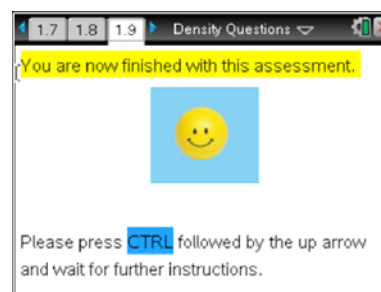 1.7 1.8 1.9 Density Questions
You are now finished with this assessment.
Please press CTRL followed by the up arrow
and wait for further instructions.